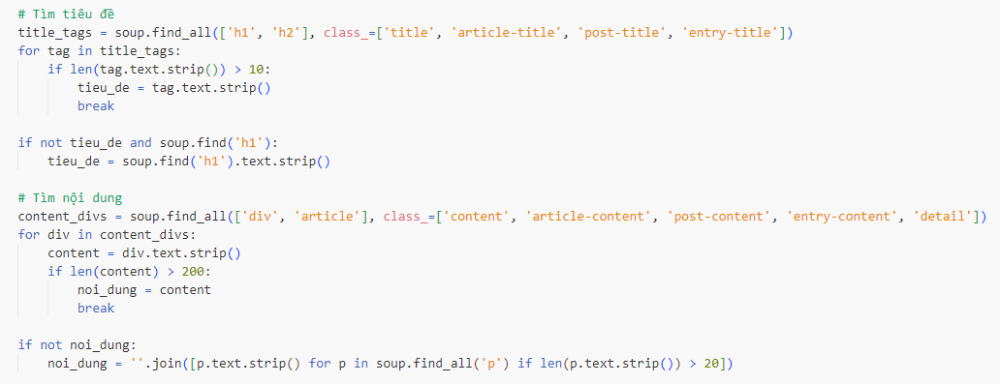 # Tìm tiêu đề
title_tags = soup.find_all(['h1', 'h2'], class_=['title', 'article-title', 'post-title', 'entry-title'])
for tag in title_tags:
    if len(tag.text.strip()) > 10:
        tieu_de = tag.text.strip()
        break

if not tieu_de and soup.find('h1'):
    tieu_de = soup.find('h1').text.strip()

# Tìm nội dung
content_divs = soup.find_all(['div', 'article'], class_=['content', 'article-content', 'post-content', 'entry-content', 'detail'])
for div in content_divs:
    content = div.text.strip()
    if len(content) > 200:
        noi_dung = content
        break

if not noi_dung:
    noi_dung = ''.join([p.text.strip() for p in soup.find_all('p') if len(p.text.strip()) > 20])